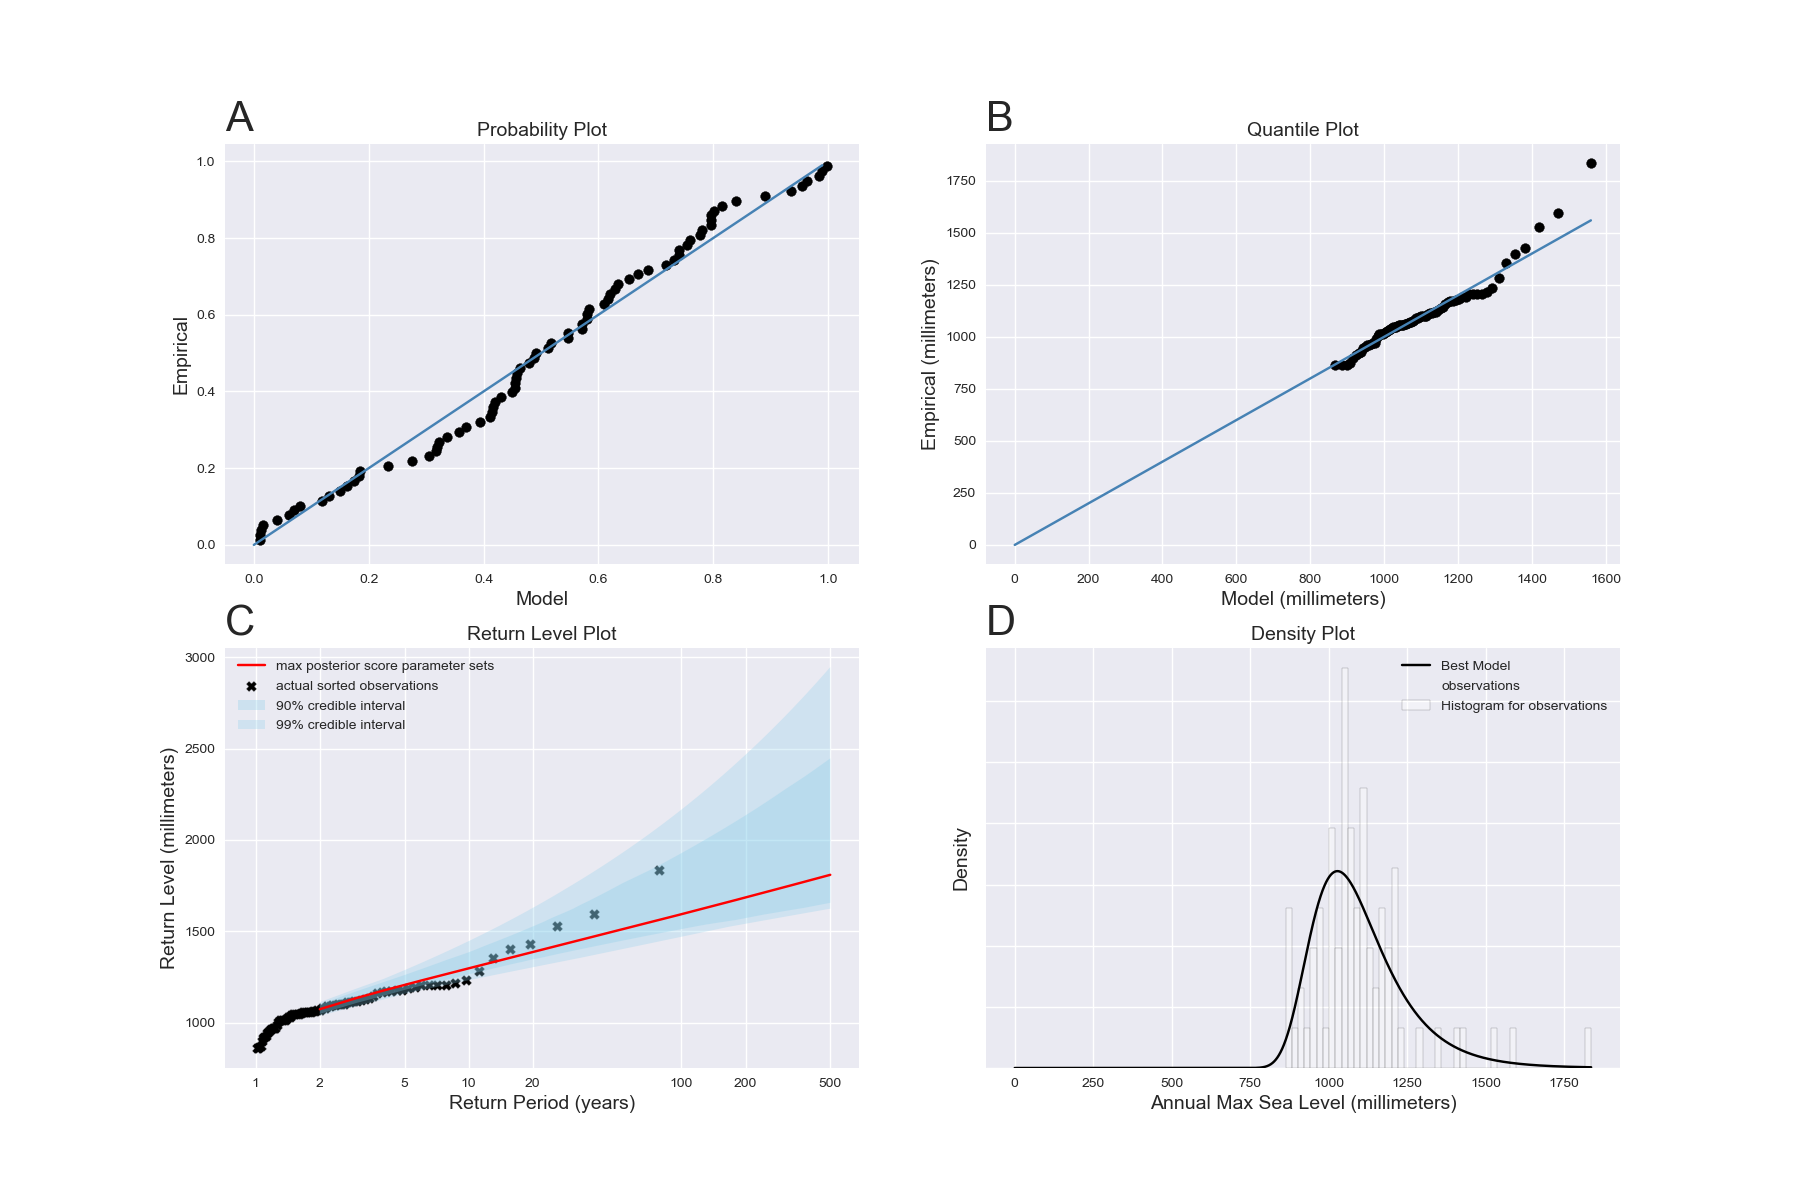 A
Probability Plot
1.0
0.8
0.6
0.4
0.2
0.0
Empirical
0.0 0.2 0.4 0.6 0.8 1.0
Model
B
Quantile Plot
1750
1500
1250
1000
750
500
250
0
Empirical (millimeters)
0 200 400 600 800 1000 1200 1400 1600
Model (millimeters)
C
Return Level Plot
max posterior score parameter sets
actual sorted observations
90% credible interval
99% credible interval
3000
2500
2000
1500
1000
Return Level (millimeters)
1 2 5 10 20 100 200 500
Return Period (years)
D
Density Plot
Best Model
observations
Histogram for observations
Density
0 250 500 750 1000 1250 1500 1750
Annual Max Sea Level (millimeters)